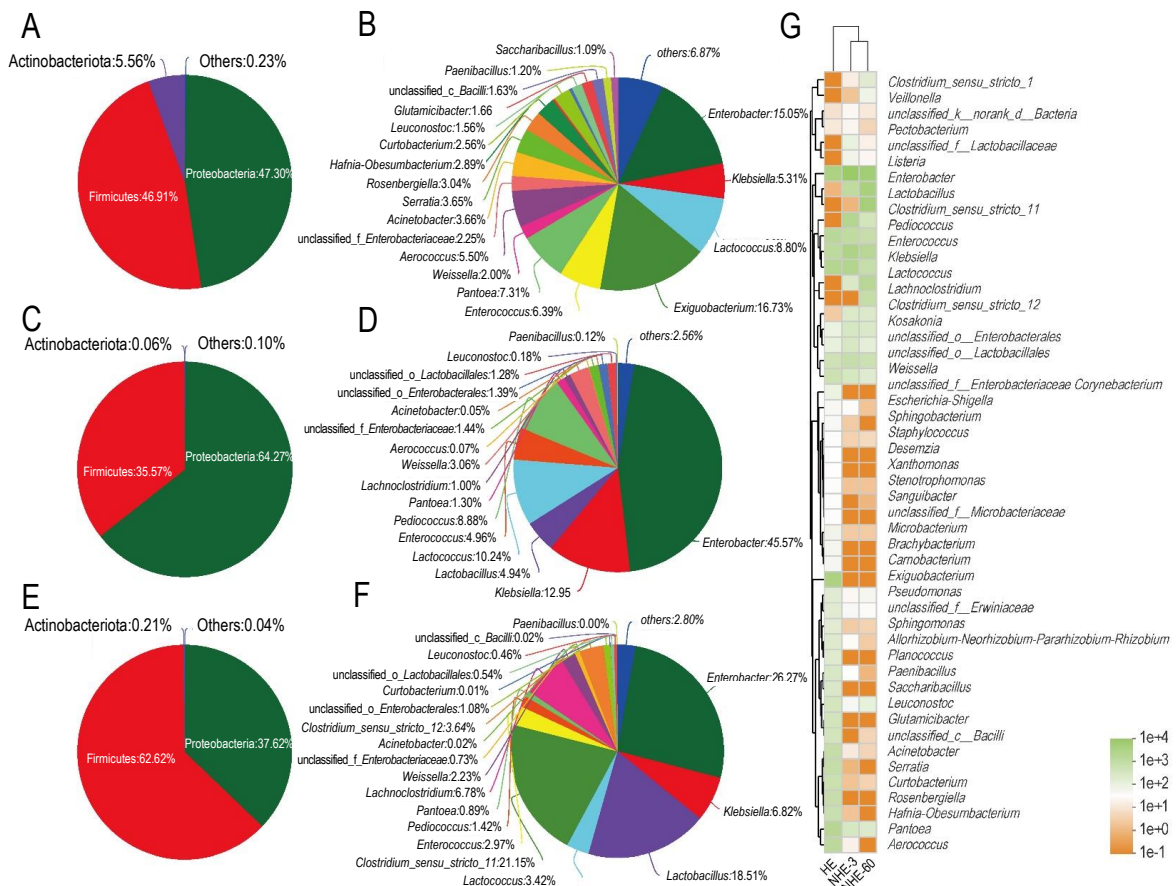 A
Actinobacteriota:5.56%
Others:0.23%
Firmicutes:46.91%
Proteobacteria:47.30%
B
Saccharibacillus:1.09%
Paenibacillus:1.20%
unclassified_c_Bacilli:1.63%
Glutamicibacter:1.66
Leuconostoc:1.56%
Curtobacterium:2.56%
Hafnia-Obesumbacterium:2.89%
Rosenbergiella:3.04%
Serratia:3.65%
Acinetobacter:3.66%
unclassified_f_Enterobacteriaceae:2.25%
Aerococcus:5.50%
Weissella:2.00%
Pantoea:7.31%
Enterococcus:6.39%
others:6.87%
Enterobacter:15.05%
Klebsiella:5.31%
Lactococcus:8.80%
Exiguobacterium:16.73%
C
Actinobacteriota:0.06%
Others:0.10%
Firmicutes:35.57%
Proteobacteria:64.27%
D
Paenibacillus:0.12%
Leuconostoc:0.18%
unclassified_o_Lactobacillales:1.28%
unclassified_o_Enterobacterales:1.39%
Acinetobacter:0.05%
unclassified_f_Enterobacteriaceae:1.44%
Aerococcus:0.07%
Weissella:3.06%
Lachnoclostridium:1.00%
Pantoea:1.30%
Pediococcus:8.88%
Enterococcus:4.96%
Lactococcus:10.24%
Lactobacillus:4.94%
Klebsiella:12.95
others:2.56%
Enterobacter:45.57%
E
Actinobacteriota:0.21%
Others:0.04%
Firmicutes:62.62%
Proteobacteria:37.62%
F
Paenibacillus:0.00%
unclassified_c_Bacilli:0.02%
Leuconostoc:0.46%
unclassified_o_Lactobacillales:0.54%
Curtobacterium:0.01%
unclassified_o_Enterobacterales:1.08%
Clostridium_sensu_stricto_12:3.64%
Acinetobacter:0.02%
unclassified_f_Enterobacteriaceae:0.73%
Weissella:2.23%
Lachnoclostridium:6.78%
Pantoea:0.89%
Pediococcus:1.42%
Enterococcus:2.97%
Clostridium_sensu_stricto_11:21.15%
Lactococcus:3.42%
others:2.80%
Enterobacter:26.27%
Klebsiella:6.82%
Lactobacillus:18.51%
G
Clostridium_sensu_stricto_1
Veillonella
unclassified_k__norank_d__Bacteria
Pectobacterium
unclassified_f__Lactobacillaceae
Listeria
Enterobacter
Lactobacillus
Clostridium_sensu_stricto_11
Pediococcus
Enterococcus
Klebsiella
Lactococcus
Lachnoclostridium
Clostridium_sensu_stricto_12
Kosakonia
unclassified_o__Enterobacterales
unclassified_o__Lactobacillales
Weissella
unclassified_f__Enterobacteriaceae Corynebacterium
Escherichia-Shigella
Sphingobacterium
Staphylococcus
Desemzia
Xanthomonas
Stenotrophomonas
Sanguibacter
unclassified_f__Microbacteriaceae
Microbacterium
Brachybacterium
Carnobacterium
Exiguobacterium
Pseudomonas
unclassified_f__Erwiniaceae
Sphingomonas
Allorhizobium-Neorhizobium-Pararhizobium-Rhizobium
Planococcus
Paenibacillus
Saccharibacillus
Leuconostoc
Glutamicibacter
unclassified_c__Bacilli
Acinetobacter
Serratia
Curtobacterium
Rosenbergiella
Hafnia-Obesumbacterium
Pantoea
Aerococcus
HE
NHE-3
NHE-60
1e+4
1e+3
1e+2
1e+1
1e+0
1e-1